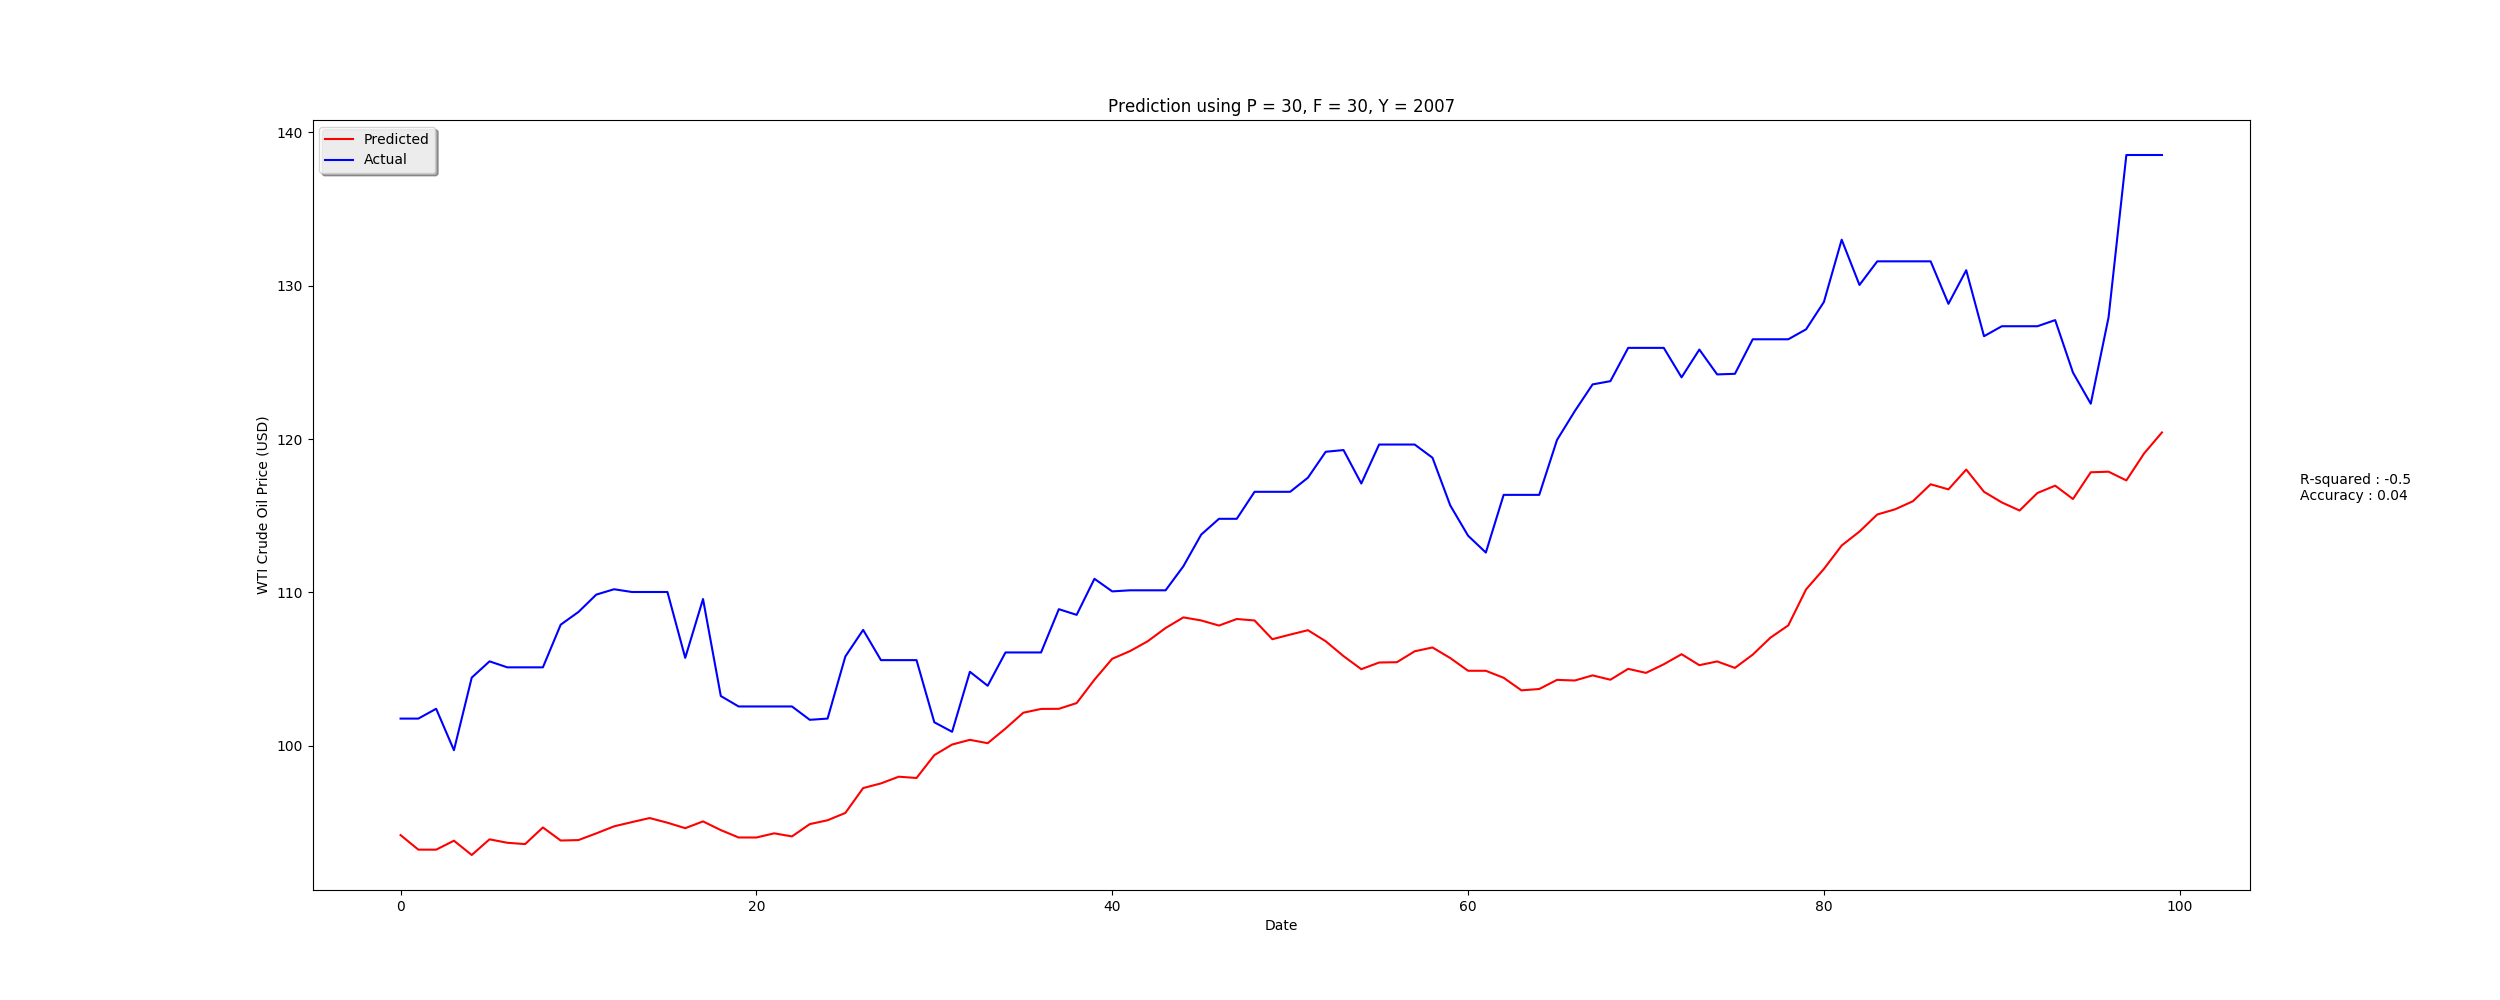 Prediction using P = 30, F = 30, Y = 2007
Predicted
Actual
140
130
120
110
100
WTI Crude Oil Price (USD)
0
20
40
60
80
100
Date
R-squared : -0.5
Accuracy : 0.04